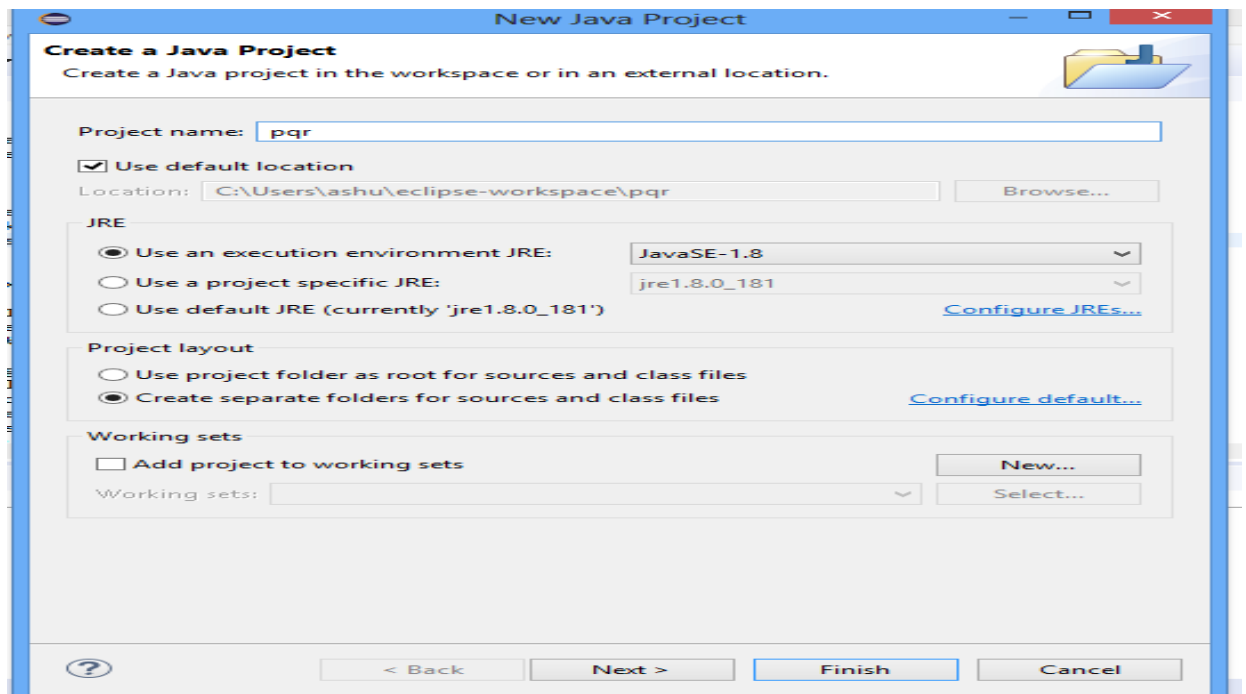 New Java Project
Create a Java Project
Create a Java project in the workspace or in an external location.
Project name: pqr
Use default location
Location: C:\Users\ashu\eclipse-workspace\pqr Browse...
JRE
Use an execution environment JRE: JavaSE-1.8
Use a project specific JRE: jre1.8.0_181
Use default JRE (currently 'jre1.8.0_181') Configure JREs...
Project layout
Use project folder as root for sources and class files
Create separate folders for sources and class files Configure default...
Working sets
Add project to working sets New...
Working sets: Select...
? < Back Next > Finish Cancel